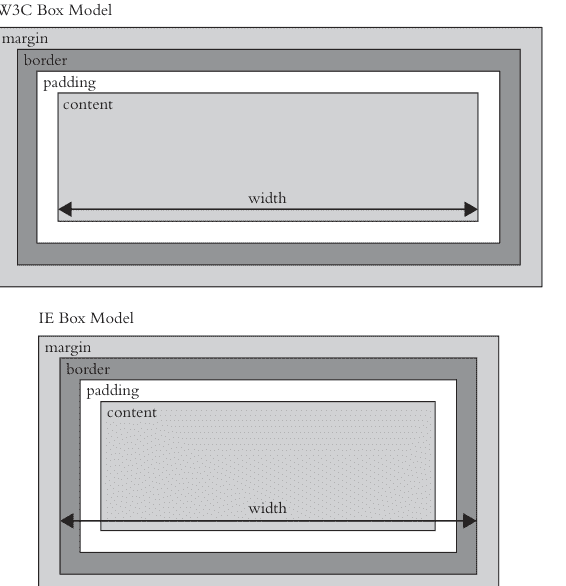 W3C Box Model
margin
border
padding
content
width
IE Box Model
margin
border
padding
content
width